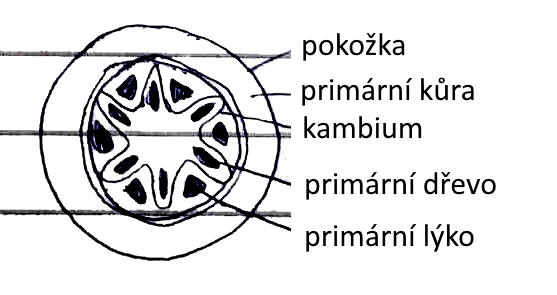 pokožka
primární kůra
kambium
primární dřevo
primární lýko